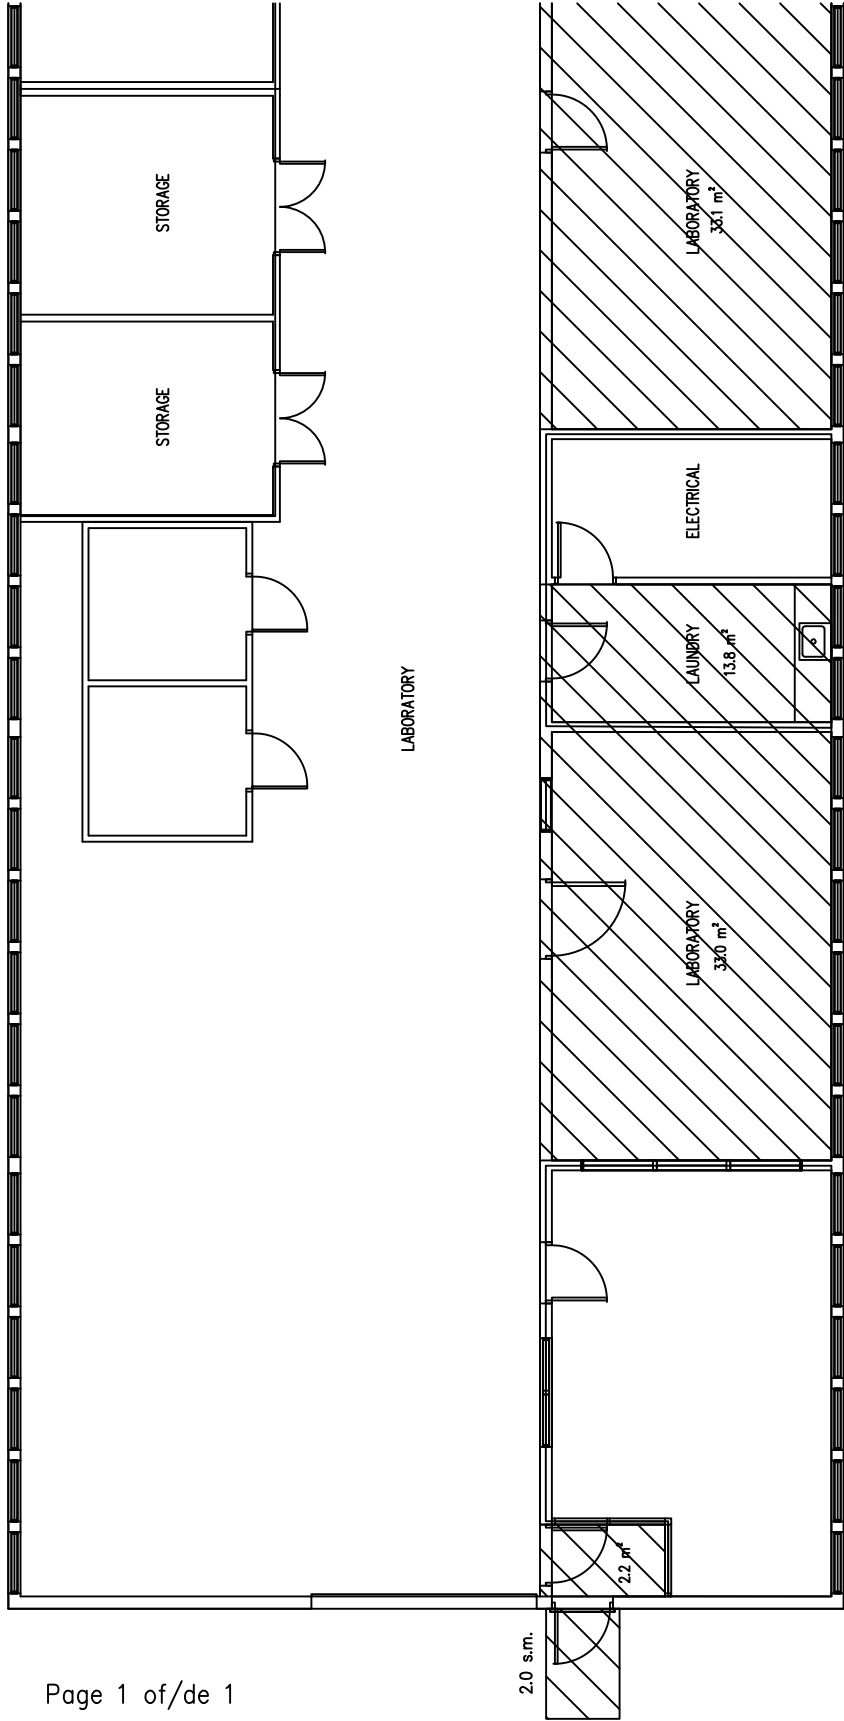 STORAGE
LABORATORY
33.1 m²
STORAGE
ELECTRICAL
LAUNDRY
13.8 m²
LABORATORY
LABORATORY
33.0 m²
2.2 m²
2.0 s.m.
Page 1 of/de 1